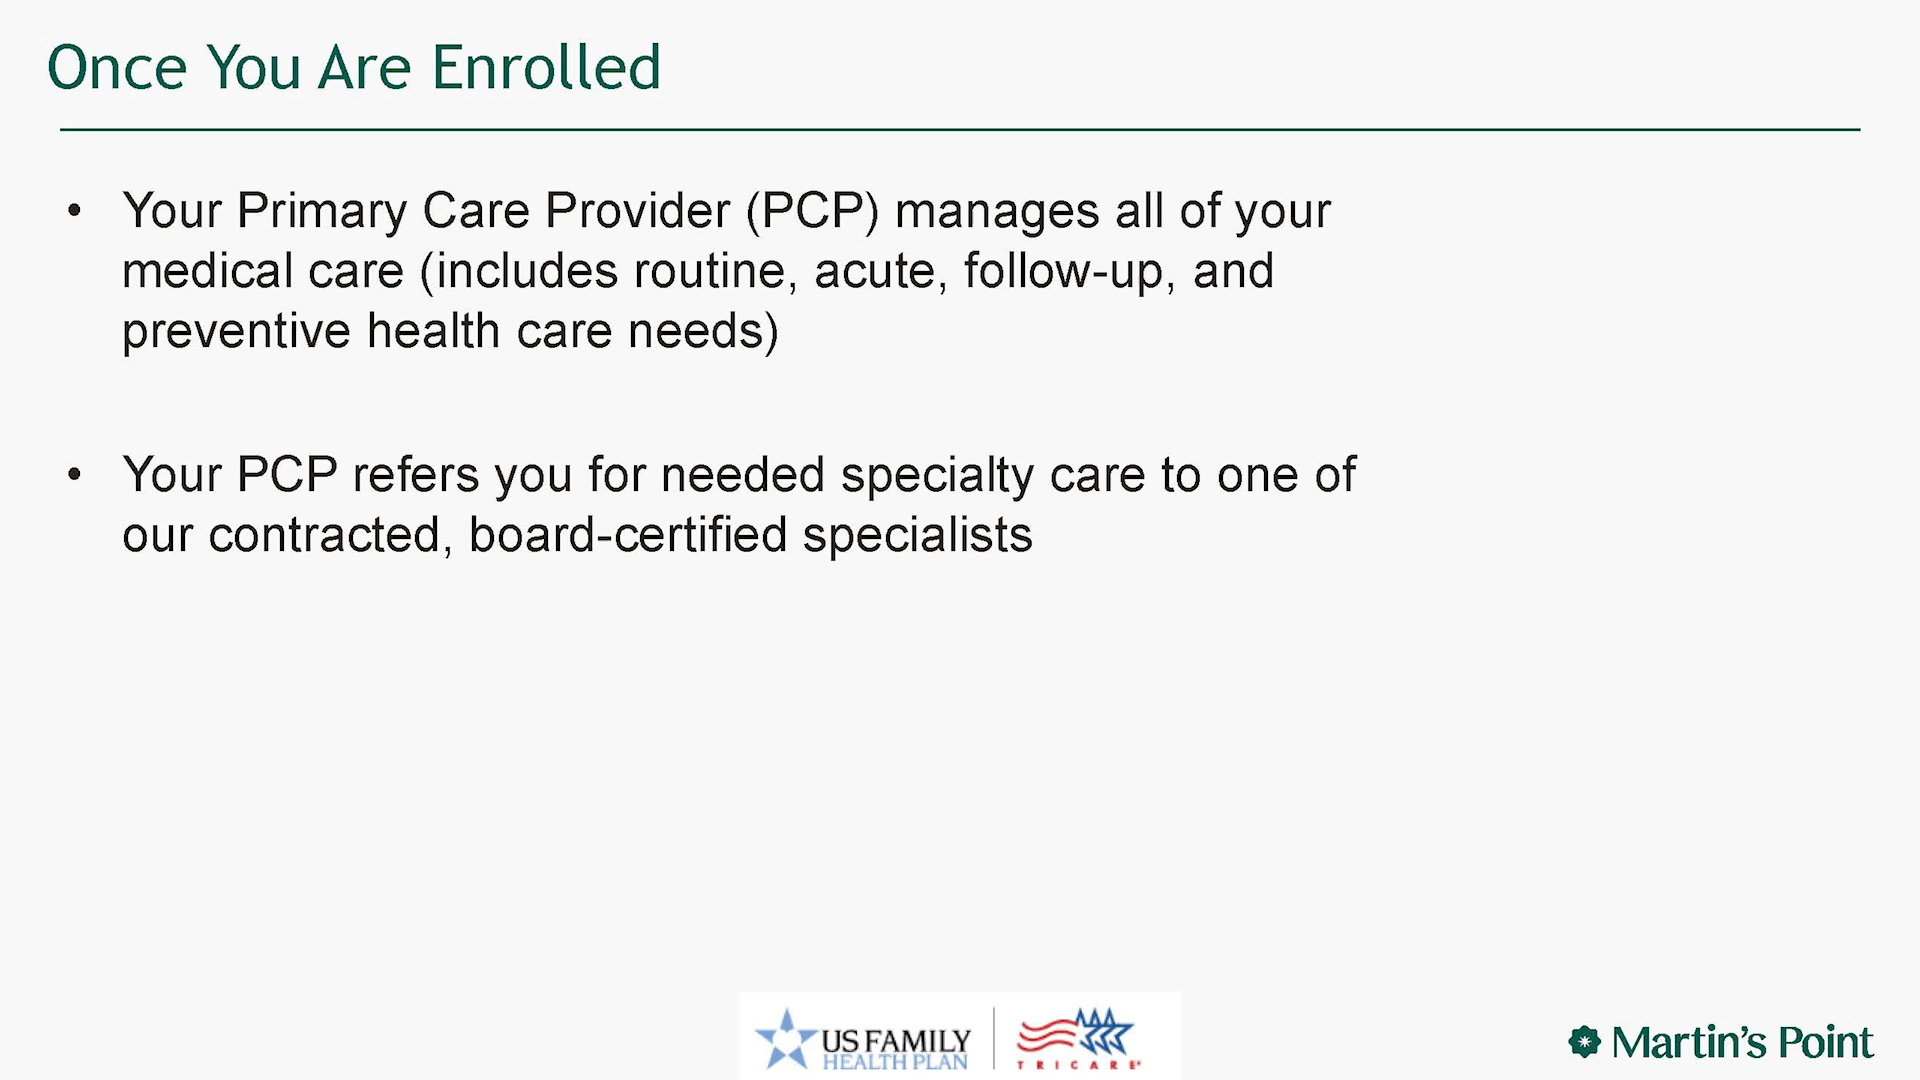 Once You Are Enrolled
• Your Primary Care Provider (PCP) manages all of your
medical care (includes routine, acute, follow-up, and
preventive health care needs)
• Your PCP refers you for needed specialty care to one of
our contracted, board-certified specialists
US FAMILY
HEALTH PLAN
TRICARE
Martin's Point